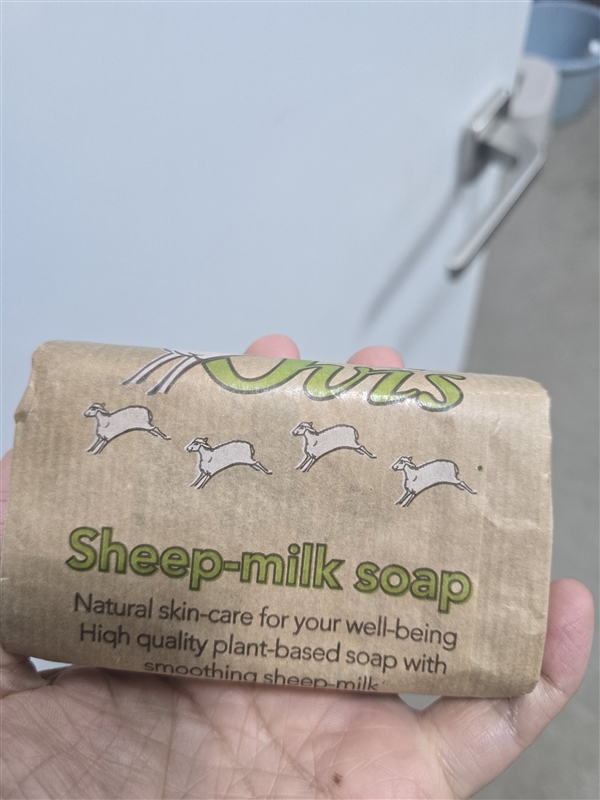 Ovis
Sheep-milk soap
Natural skin-care for your well-being
High quality plant-based soap with
smoothing sheep-milk